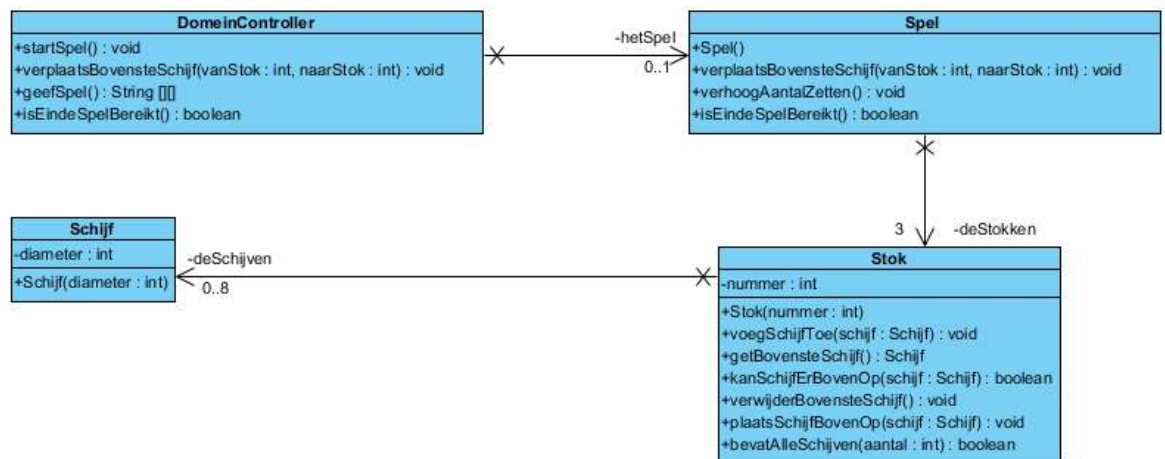 DomeinController
+startSpel() : void
+verplaatsBovensteSchijf(vanStok : int, naarStok : int) : void
+geefSpel() : String [][]
+isEindeSpelBereikt() : boolean
-hetSpel
0..1
Spel
+Spel()
+verplaatsBovensteSchijf(vanStok : int, naarStok : int) : void
+verhoogAantalZetten() : void
+isEindeSpelBereikt() : boolean
3 -deStokken
Schijf
-diameter : int
+Schijf(diameter : int)
-deSchijven
0..8
Stok
-nummer : int
+Stok(nummer : int)
+voegSchijfToe(schijf : Schijf) : void
+getBovensteSchijf() : Schijf
+kanSchijfErBovenOp(schijf : Schijf) : boolean
+verwijderBovensteSchijf() : void
+plaatsSchijfBovenOp(schijf : Schijf) : void
+bevatAlleSchijven(aantal : int) : boolean